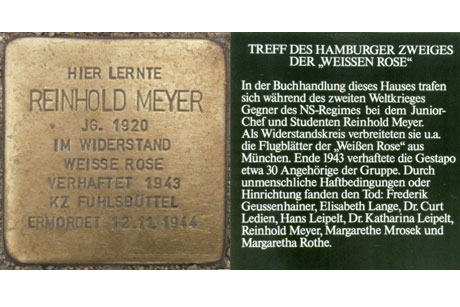 HIER LERNTE
REINHOLD MEYER
JG. 1920
IM WIDERSTAND
WEISSE ROSE
VERHAFTET 1943
KZ FUHLSBÜTTEL
ERMORDET 12.11.1944
TREFF DES HAMBURGER ZWEIGES
DER „WEISSEN ROSE“
In der Buchhandlung dieses Hauses trafen
sich während des zweiten Weltkrieges
Gegner des NS-Regimes bei dem Junior-
Chef und Studenten Reinhold Meyer.
Als Widerstandskreis verbreiteten sie u.a.
die Flugblätter der „Weißen Rose“ aus
München. Ende 1943 verhaftete die Gestapo
etwa 30 Angehörige der Gruppe. Durch
unmenschliche Haftbedingungen oder
Hinrichtung fanden den Tod: Frederik
Geussenhainer, Elisabeth Lange, Dr. Curt
Ledien, Hans Leipelt, Dr. Katharina Leipelt,
Reinhold Meyer, Margarethe Mrosek und
Margaretha Rothe.